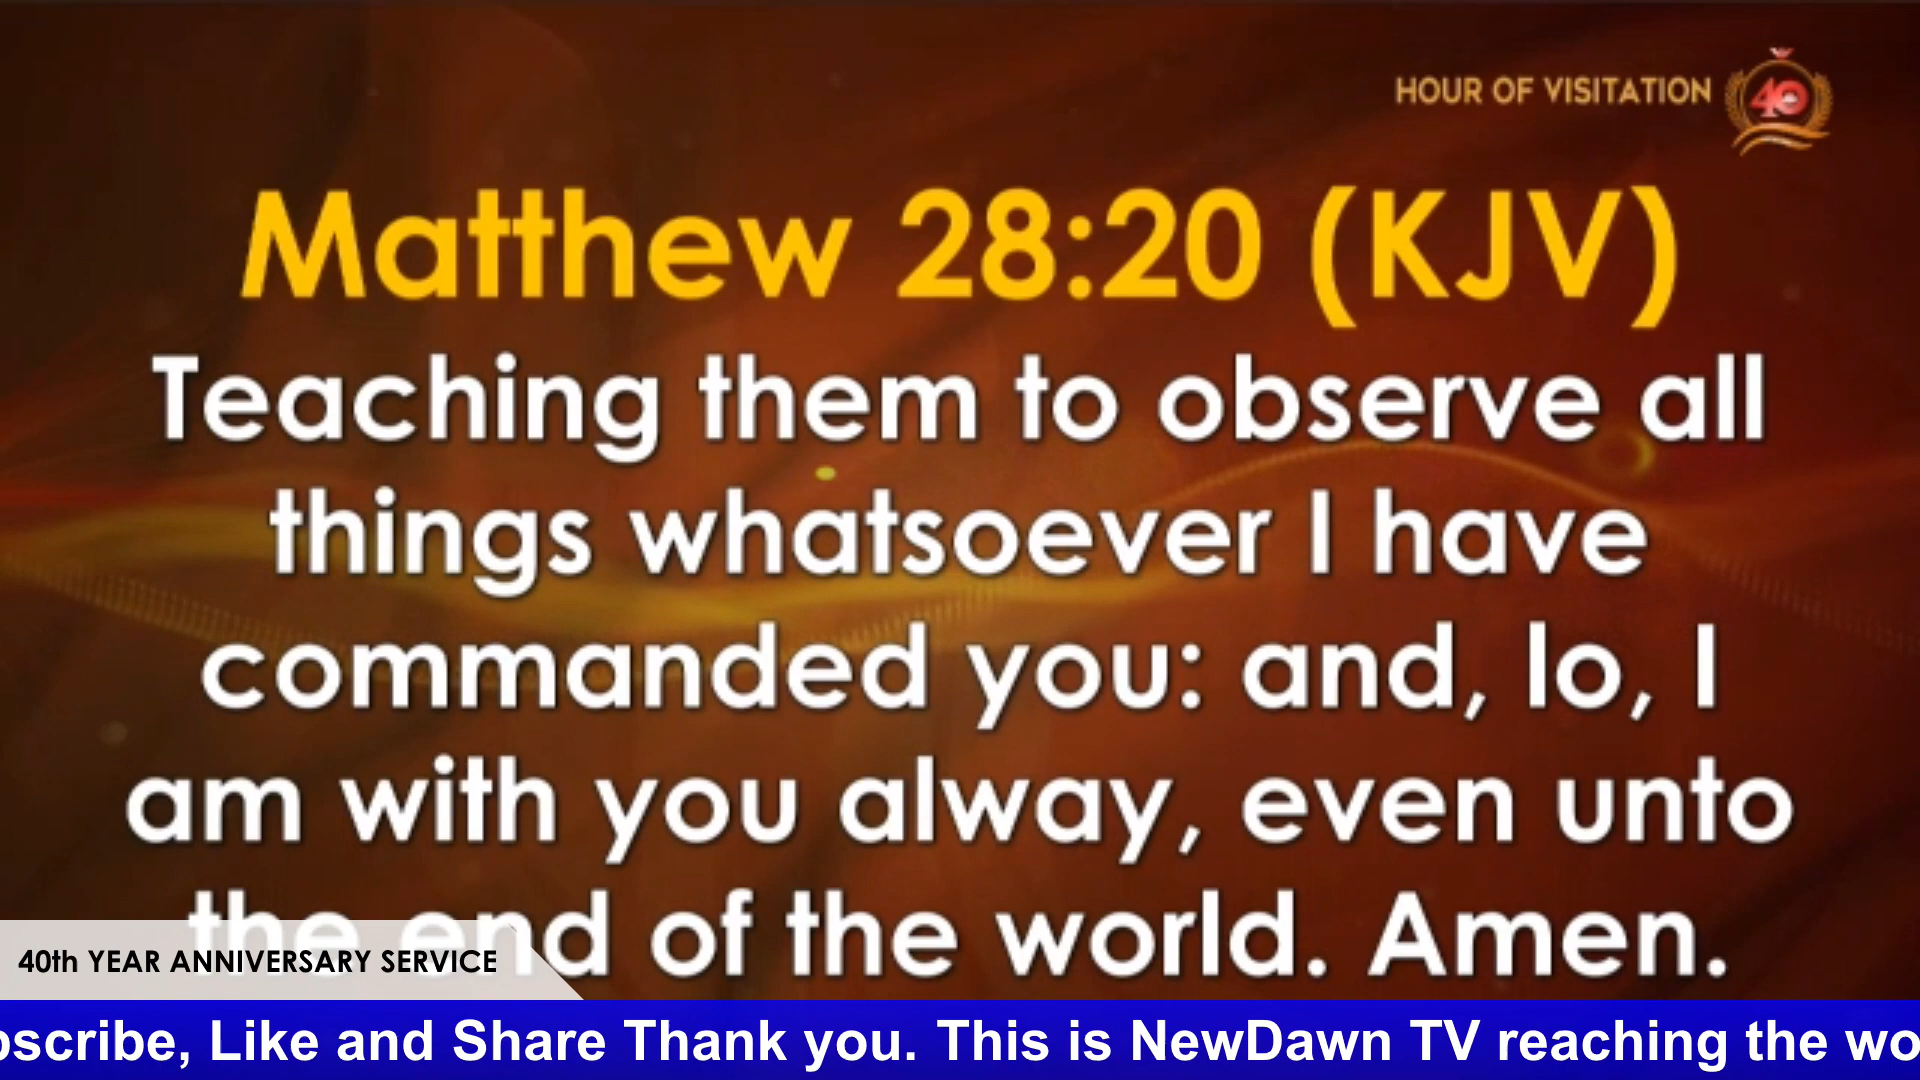 HOUR OF VISITATION
40
Matthew 28:20 (KJV)
Teaching them to observe all
things whatsoever I have
commanded you: and, lo, I
am with you alway, even unto
the end of the world. Amen.
40th YEAR ANNIVERSARY SERVICE
Like and Share Thank you. This is NewDawn TV reaching the